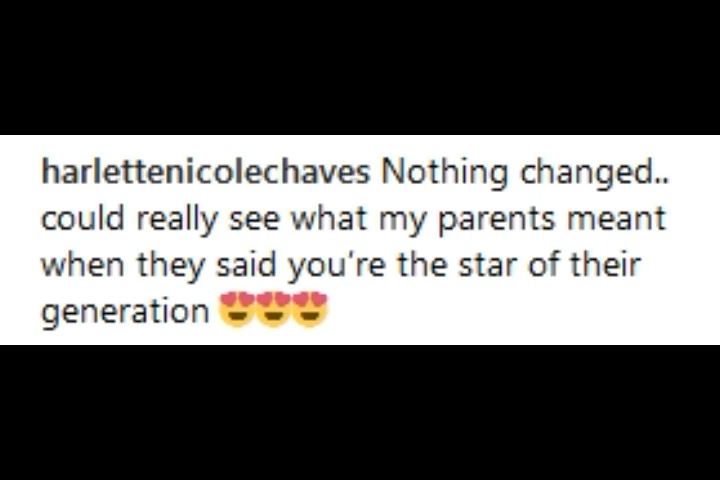 harlettenicolechaves Nothing changed..
could really see what my parents meant
when they said you're the star of their
generation 😍😍😍